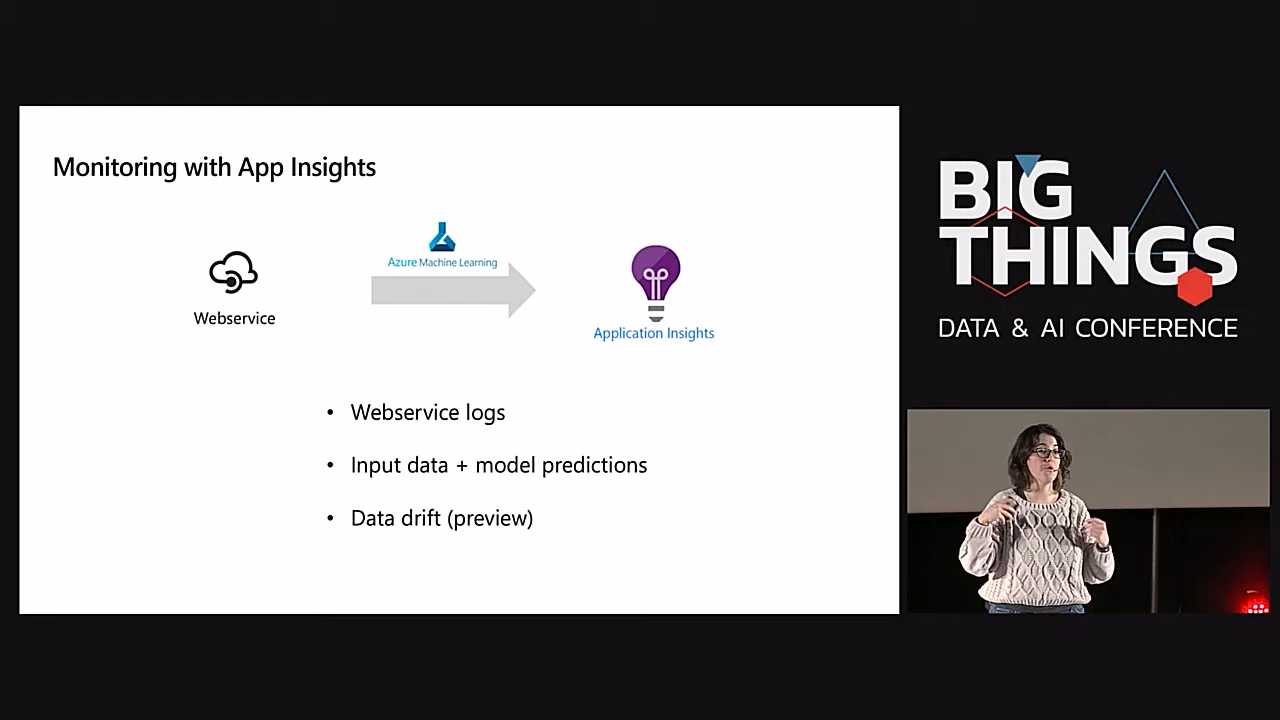 Monitoring with App Insights
Azure Machine Learning
Webservice
Application Insights
• Webservice logs
• Input data + model predictions
• Data drift (preview)
BIG
THINGS
DATA & AI CONFERENCE